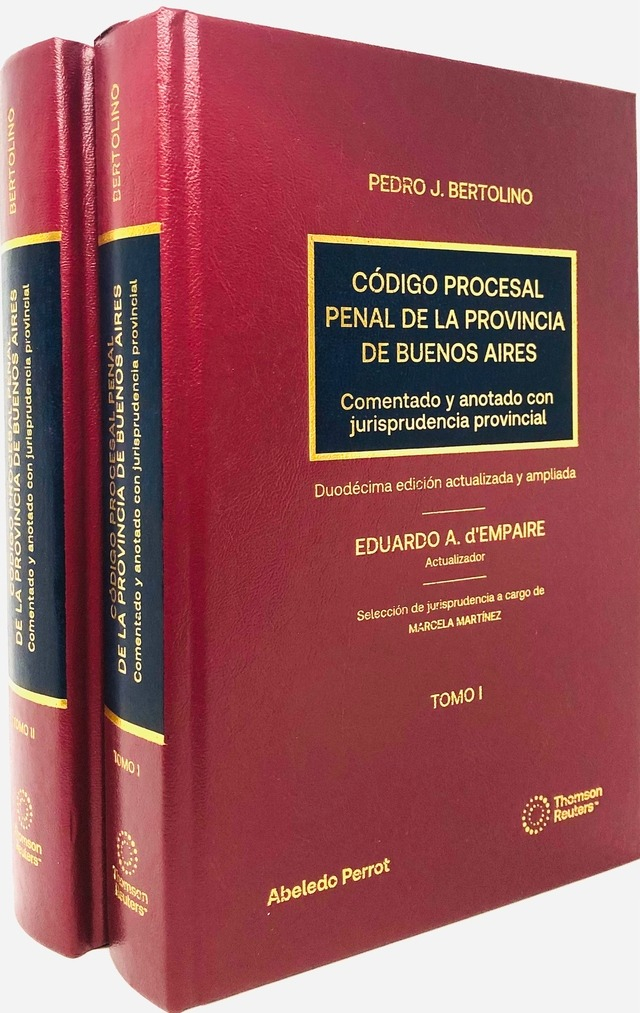 BERTOLINO
CÓDIGO PROCESAL PENAL
DE LA PROVINCIA DE BUENOS AIRES
Comentado y anotado con jurisprudencia provincial
TOMO II
Thomson
Reuters™
BERTOLINO
CÓDIGO PROCESAL PENAL
DE LA PROVINCIA DE BUENOS AIRES
Comentado y anotado con jurisprudencia provincial
TOMO I
Thomson
Reuters™
PEDRO J. BERTOLINO
CÓDIGO PROCESAL
PENAL DE LA PROVINCIA
DE BUENOS AIRES
Comentado y anotado con
jurisprudencia provincial
Duodécima edición actualizada y ampliada
EDUARDO A. d'EMPAIRE
Actualizador
Selección de jurisprudencia a cargo de
MARCELA MARTÍNEZ
TOMO I
Thomson
Reuters™
Abeledo Perrot